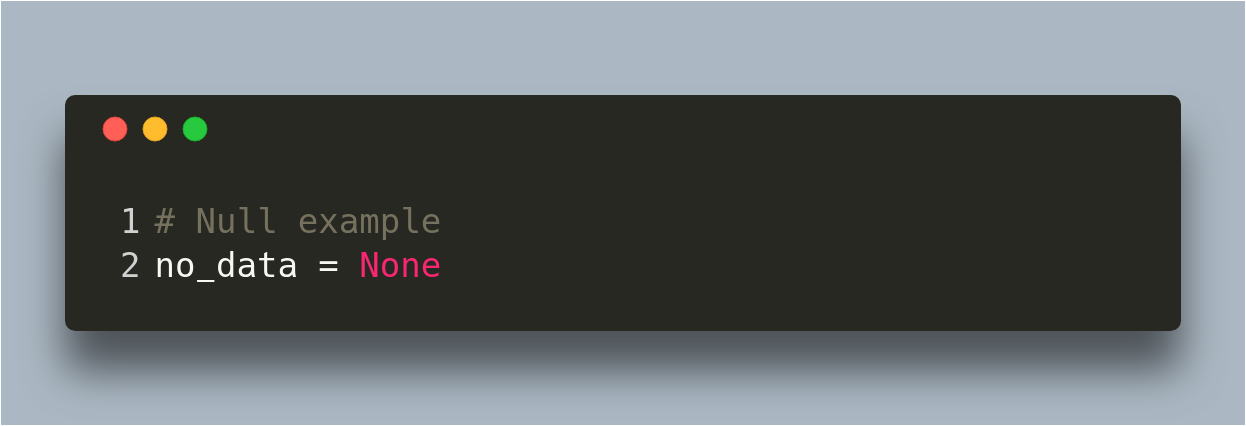 1 # Null example
2 no_data = None